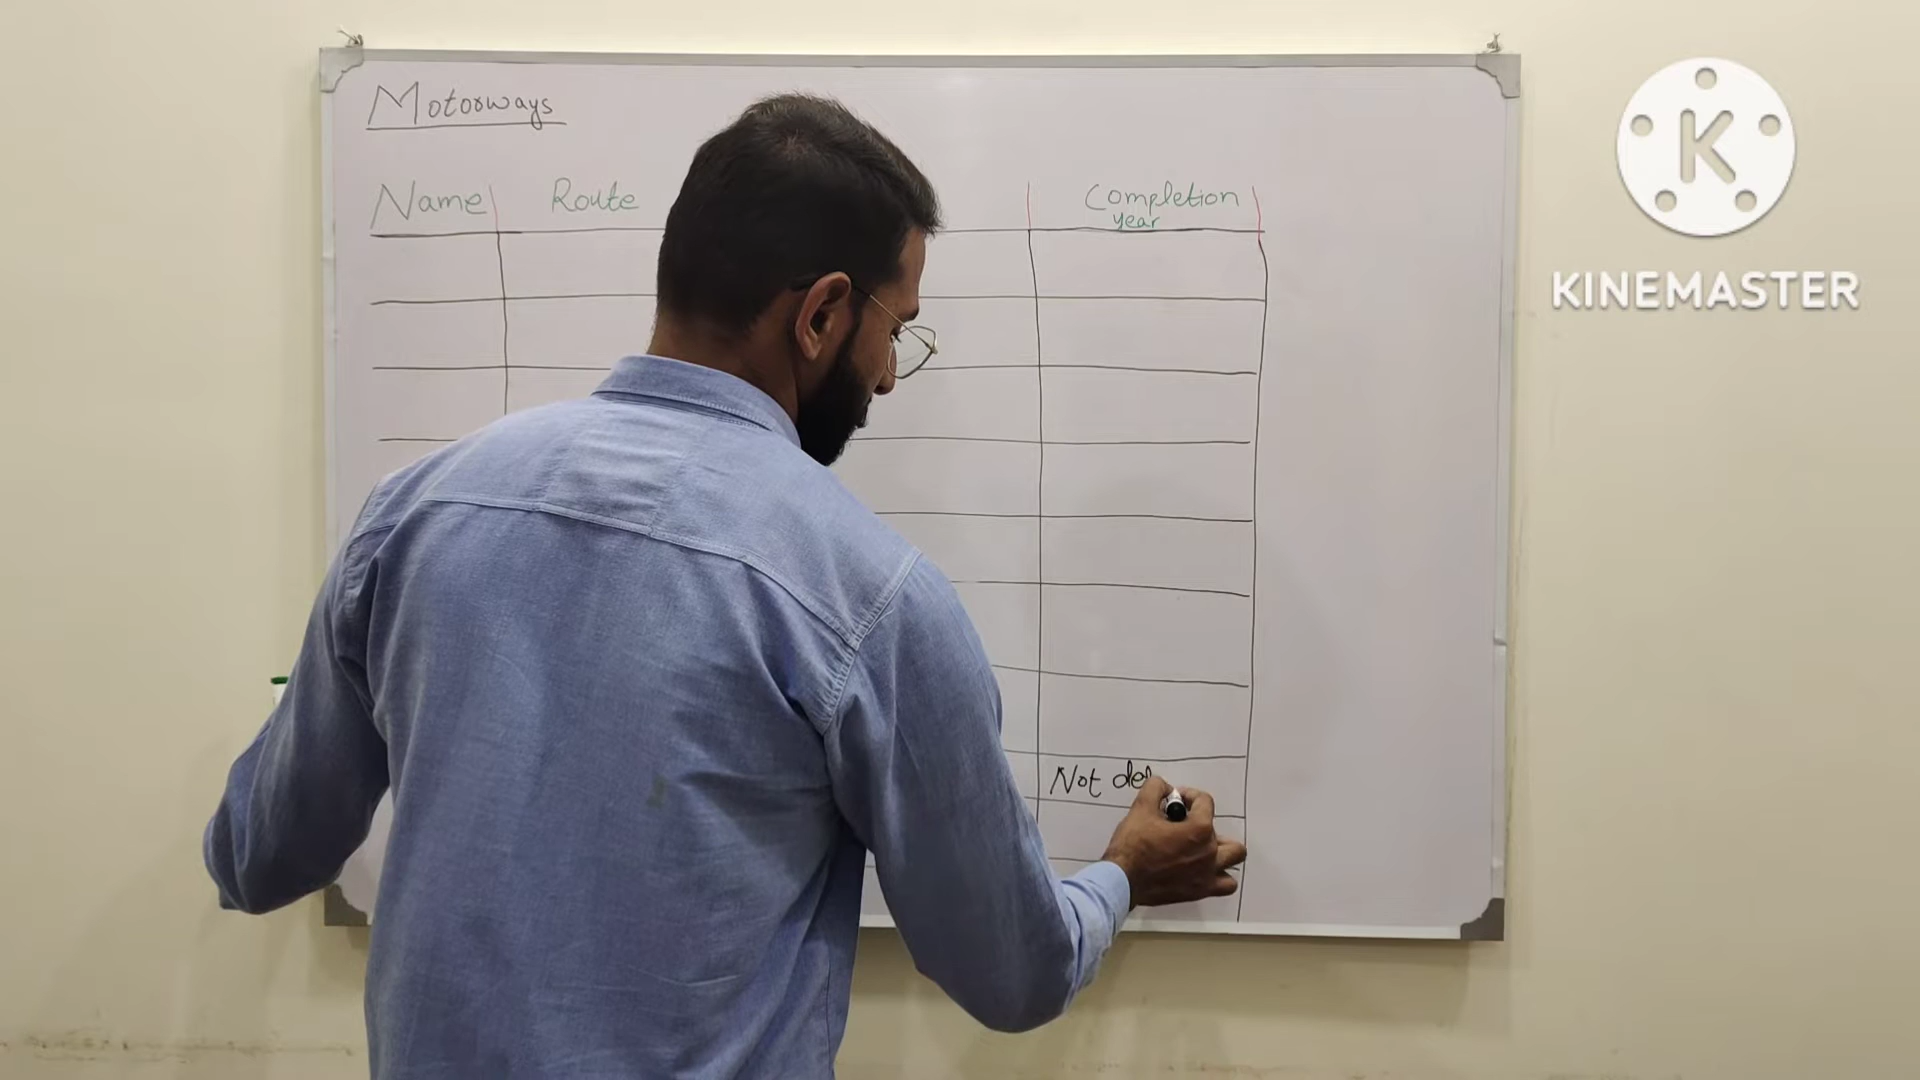 Motorways
Name Route Completion
year
Not de
KINEMASTER